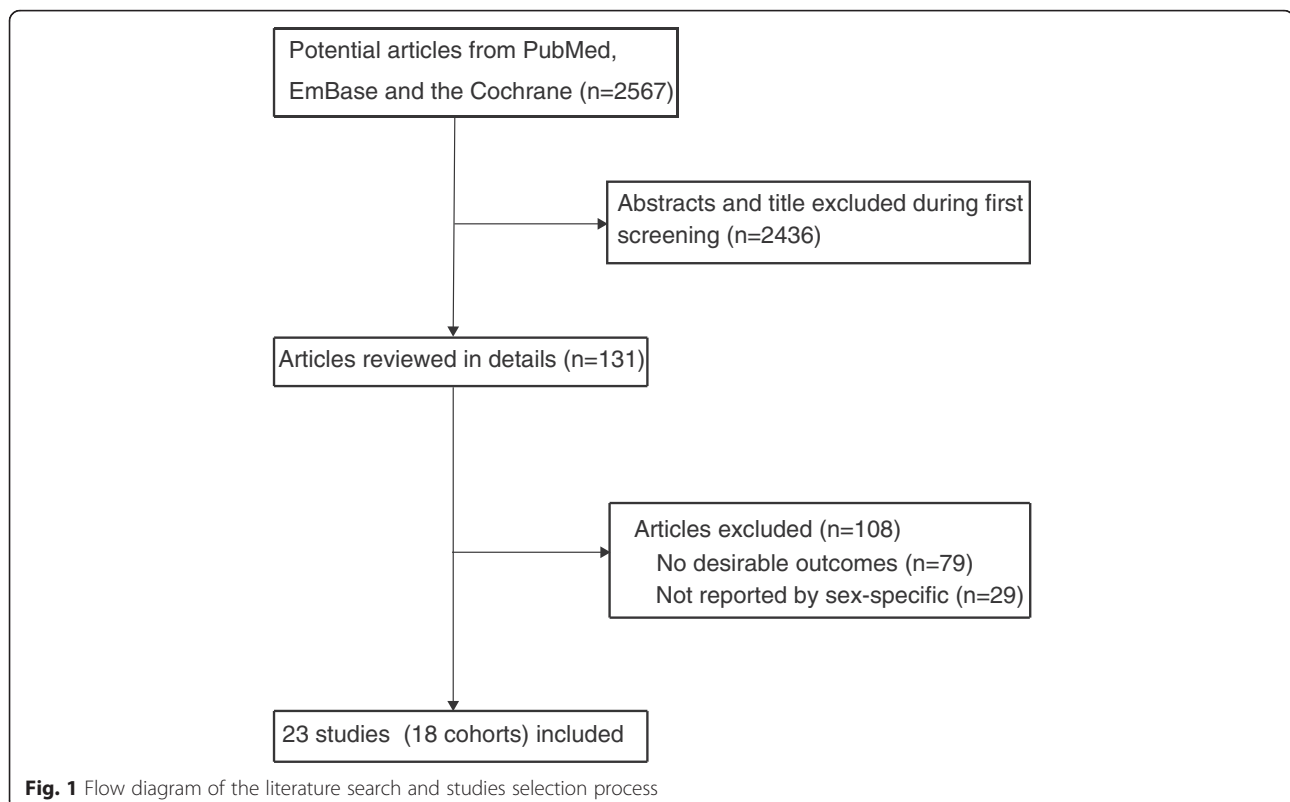 Potential articles from PubMed,
EmBase and the Cochrane (n=2567)
Abstracts and title excluded during first
screening (n=2436)
Articles reviewed in details (n=131)
Articles excluded (n=108)
No desirable outcomes (n=79)
Not reported by sex-specific (n=29)
23 studies (18 cohorts) included
Fig. 1 Flow diagram of the literature search and studies selection process